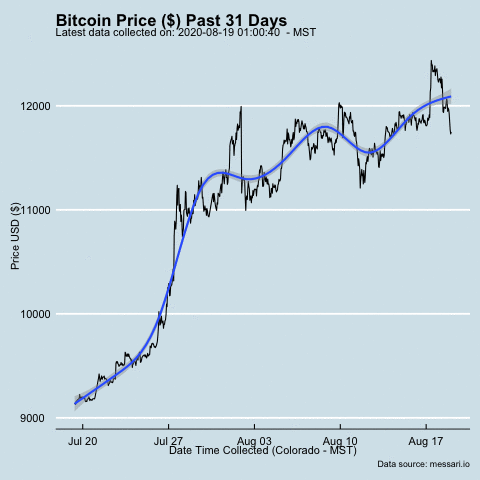 Bitcoin Price ($) Past 31 Days
Latest data collected on: 2020-08-19 01:00:40 - MST
Price USD ($)
12000
11000
10000
9000
Jul 20 Jul 27 Aug 03 Aug 10 Aug 17
Date Time Collected (Colorado - MST)
Data source: messari.io